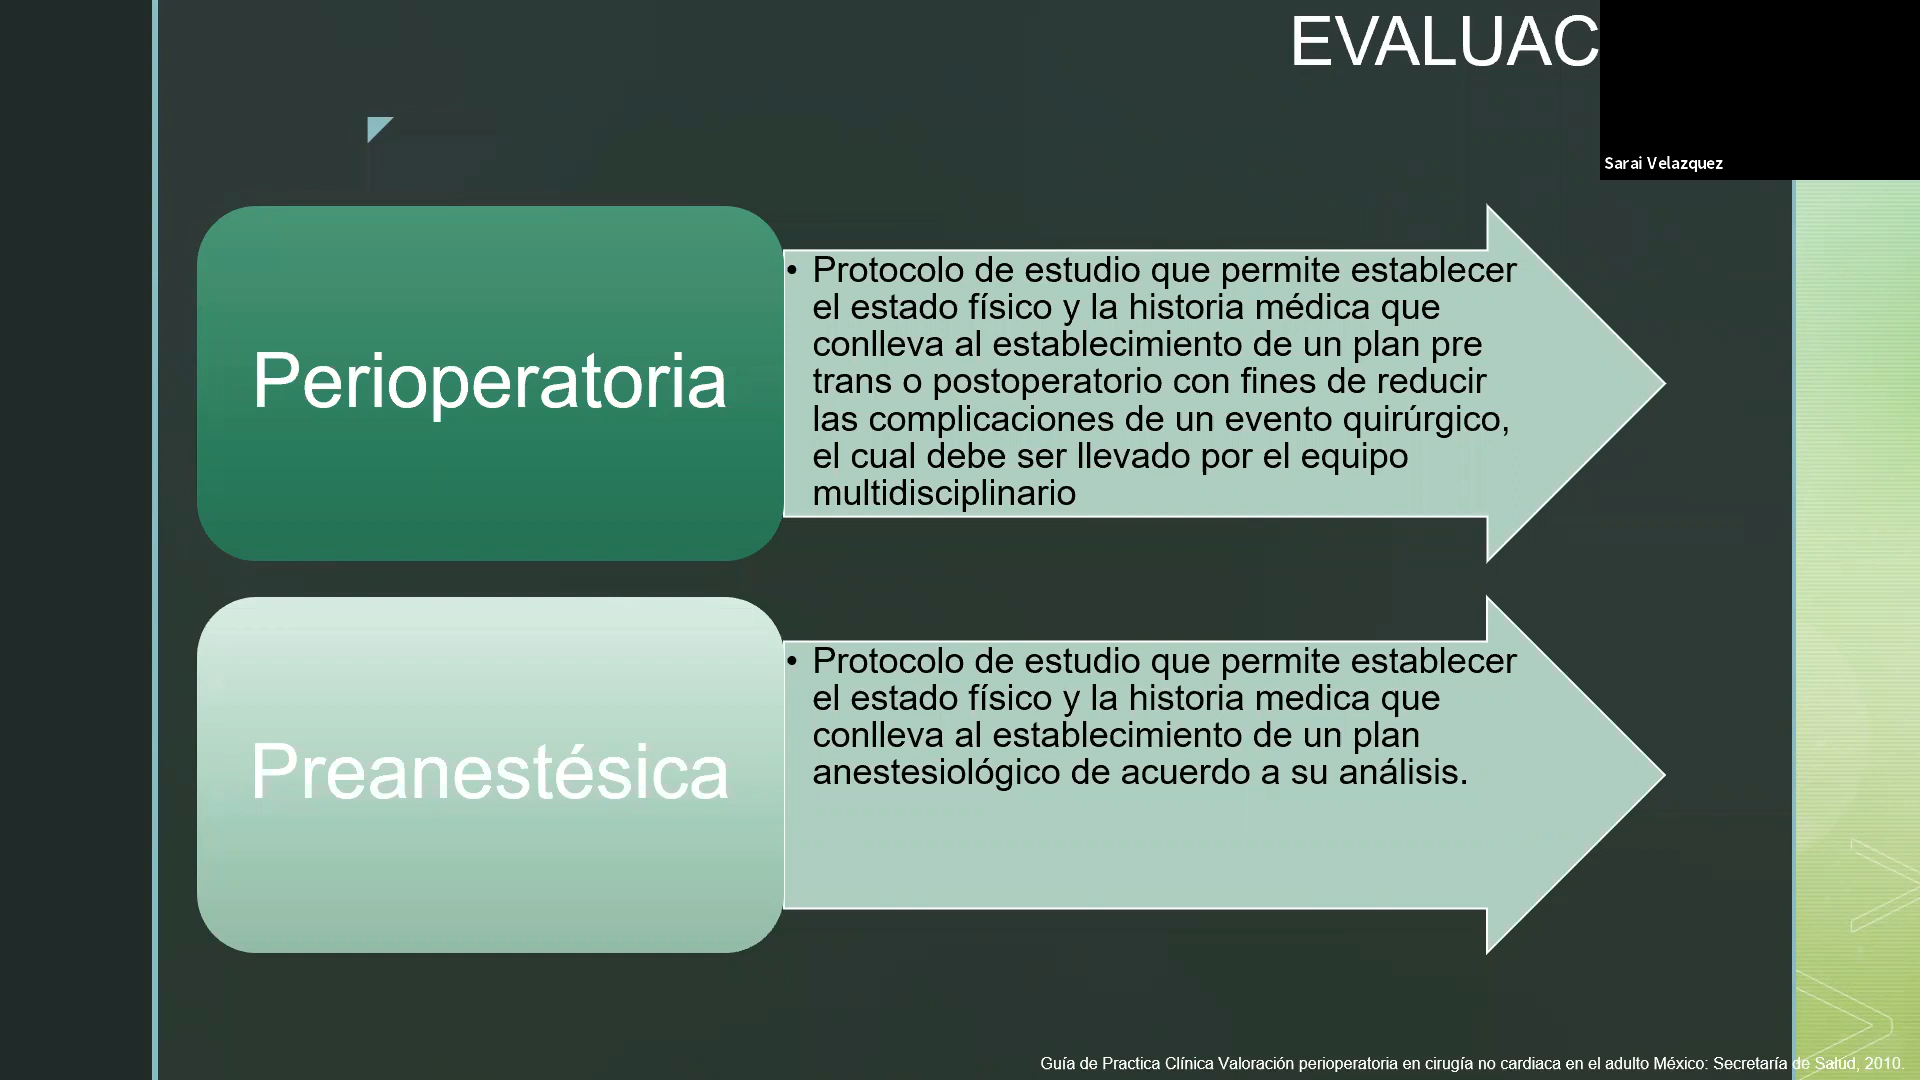 EVALUAC
Sarai Velazquez
Perioperatoria
• Protocolo de estudio que permite establecer
el estado físico y la historia médica que
conlleva al establecimiento de un plan pre
trans o postoperatorio con fines de reducir
las complicaciones de un evento quirúrgico,
el cual debe ser llevado por el equipo
multidisciplinario
Preanestésica
• Protocolo de estudio que permite establecer
el estado físico y la historia medica que
conlleva al establecimiento de un plan
anestesiológico de acuerdo a su análisis.
Guía de Practica Clínica Valoración perioperatoria en cirugía no cardiaca en el adulto México: Secretaría de Salud, 2010.